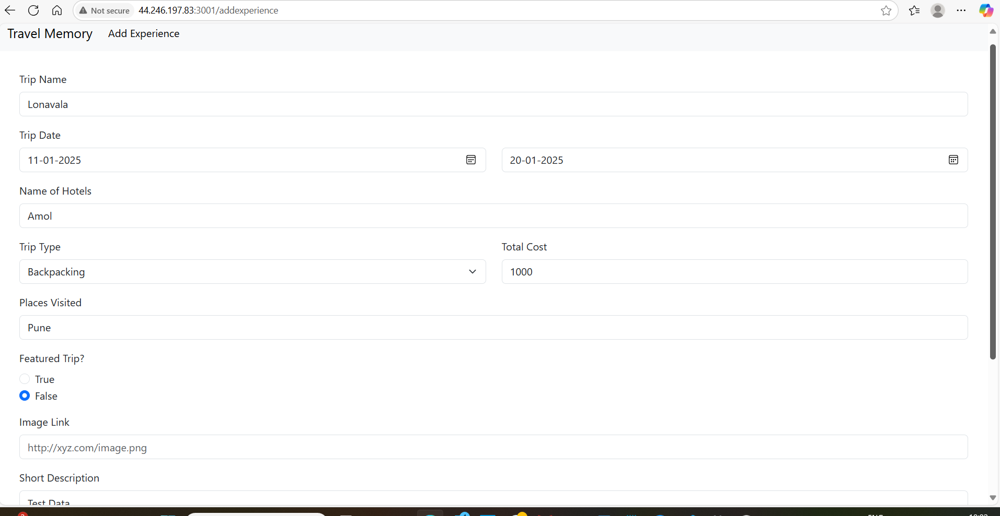 Not secure 44.246.197.83:3001/addexperience
Travel Memory Add Experience
Trip Name
Lonavala
Trip Date
11-01-2025 20-01-2025
Name of Hotels
Amol
Trip Type Total Cost
Backpacking 1000
Places Visited
Pune
Featured Trip?
True
False
Image Link
http://xyz.com/image.png
Short Description
Test Data